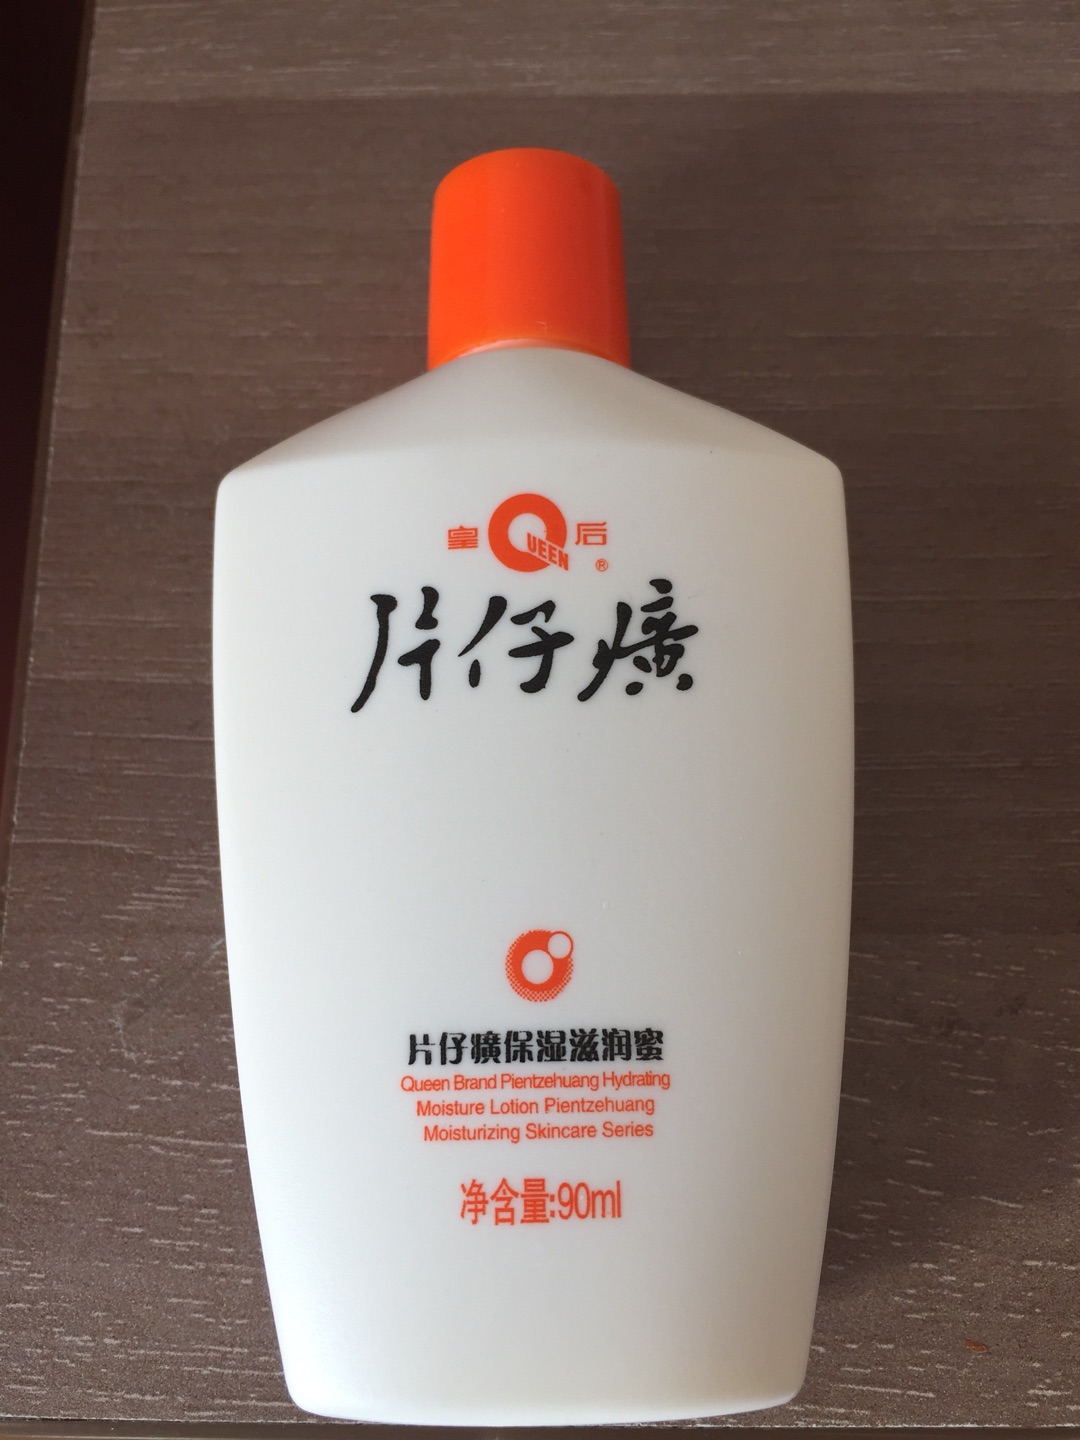 皇 QUEEN 后 ®
片仔癀
片仔癀保湿滋润蜜
Queen Brand Pientzehuang Hydrating
Moisture Lotion Pientzehuang
Moisturizing Skincare Series
净含量:90ml